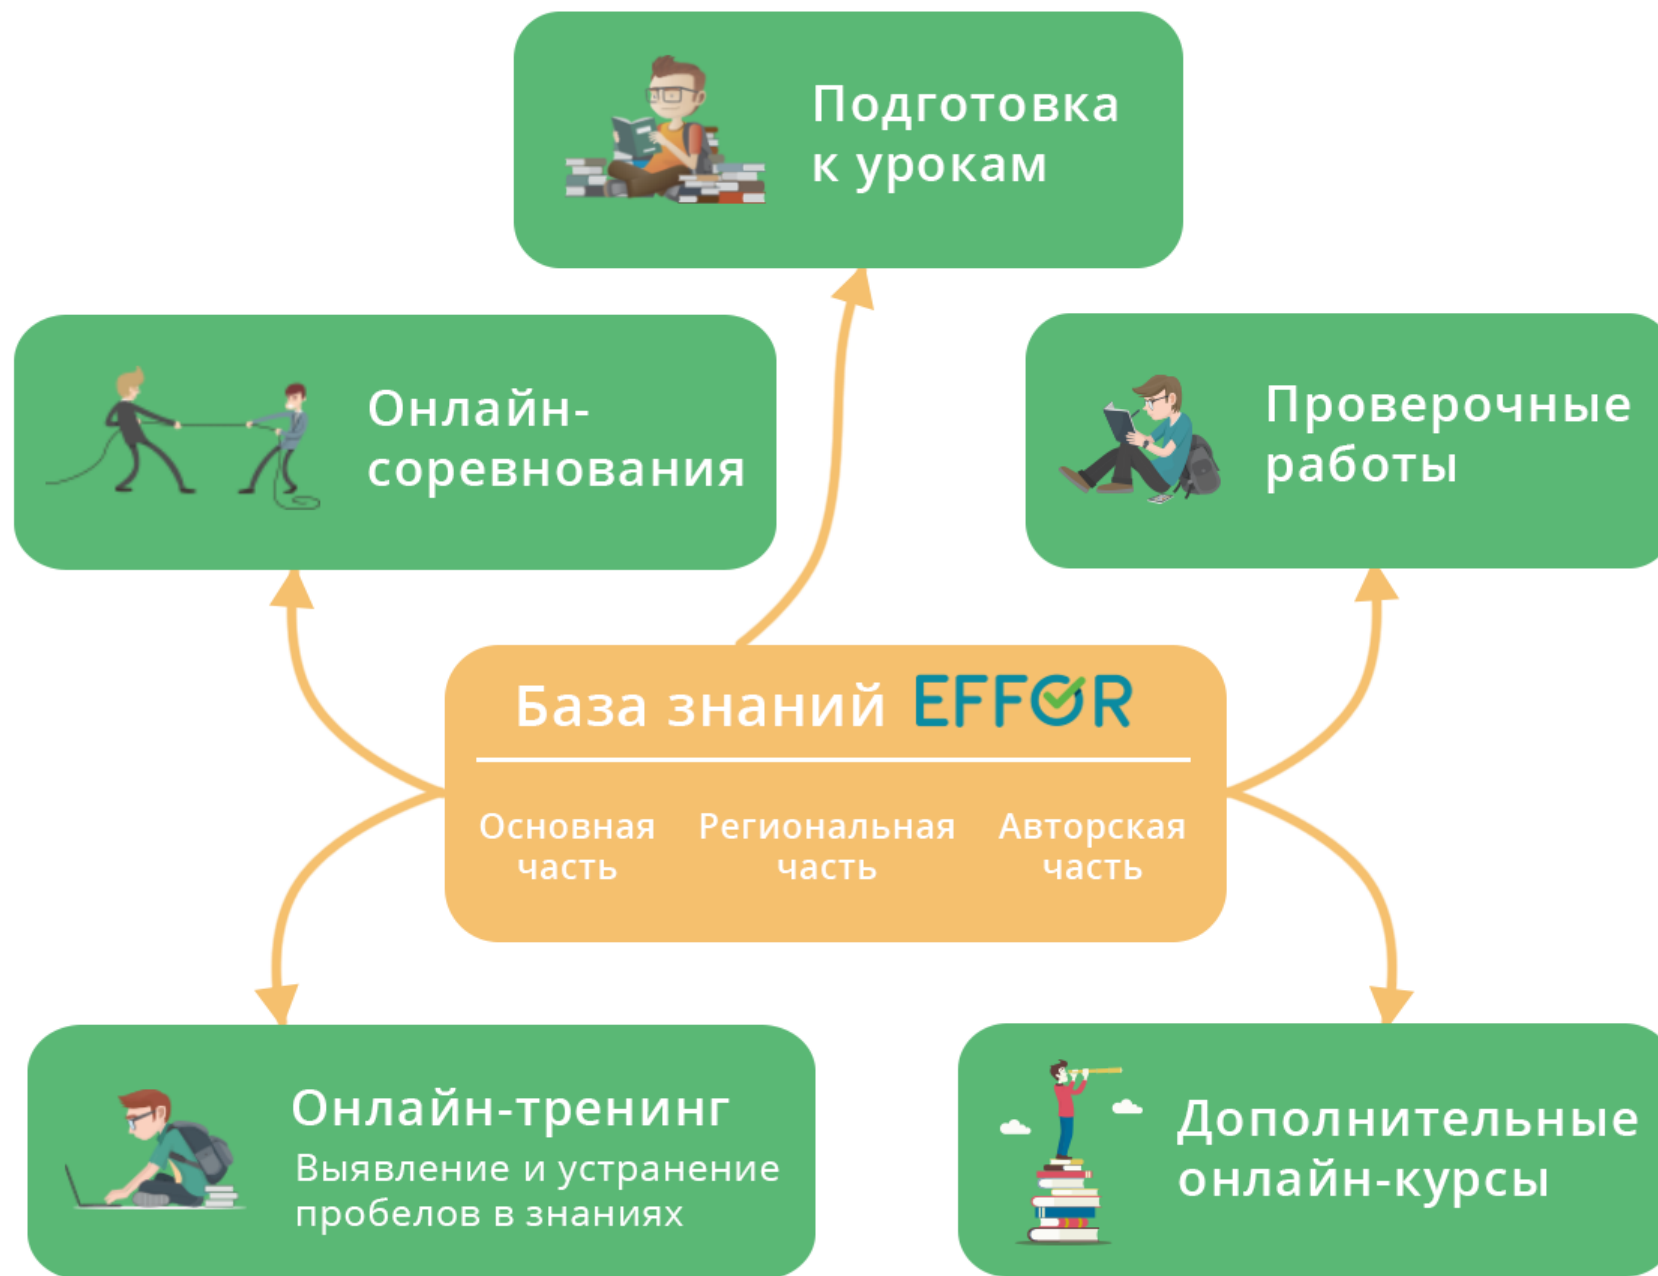 Подготовка
к урокам
Онлайн-
соревнования
Проверочные
работы
База знаний EFFOR
Основная
часть
Региональная
часть
Авторская
часть
Онлайн-тренинг
Выявление и устранение
пробелов в знаниях
Дополнительные
онлайн-курсы